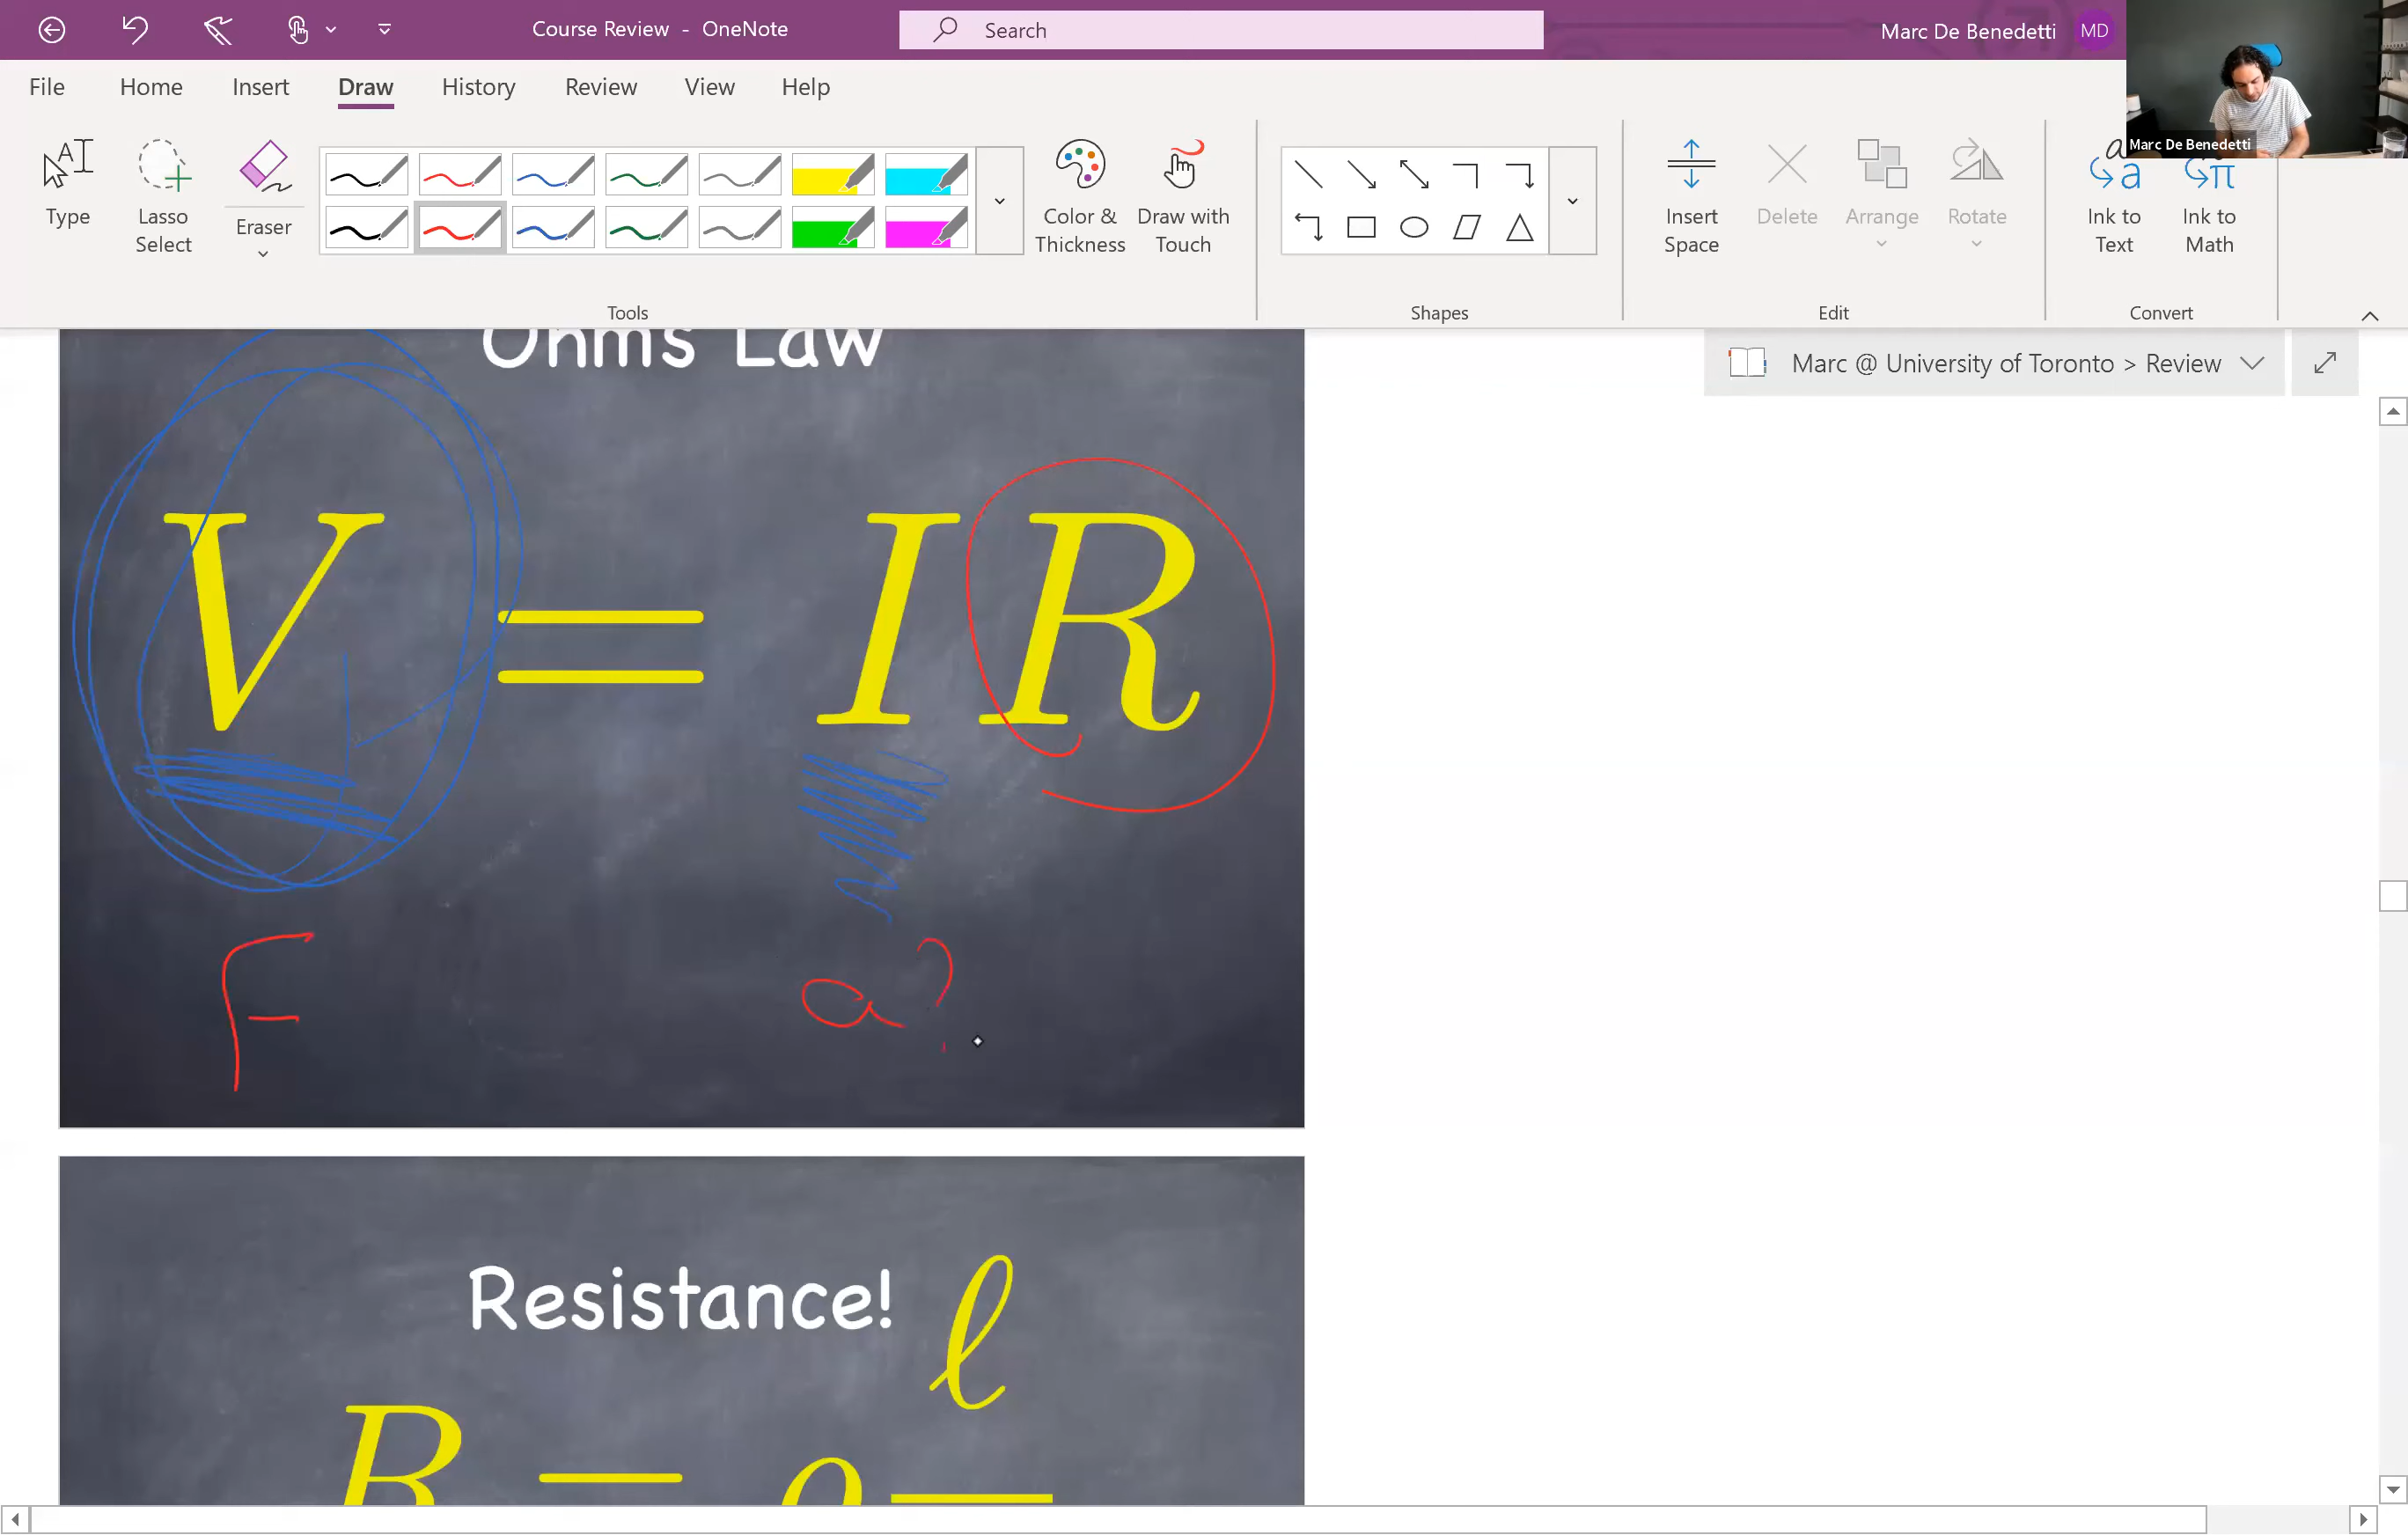 Course Review - OneNote
Search
Marc De Benedetti MD
File Home Insert Draw History Review View Help
Marc De Benedetti
Type
Lasso Select
Eraser
Color & Thickness
Draw with Touch
Insert Space
Delete
Arrange
Rotate
Ink to Text
Ink to Math
Tools
Shapes
Edit
Convert
Marc @ University of Toronto > Review
Ohms Law
V = IR
F a?
Resistance!
R = ρ ℓ